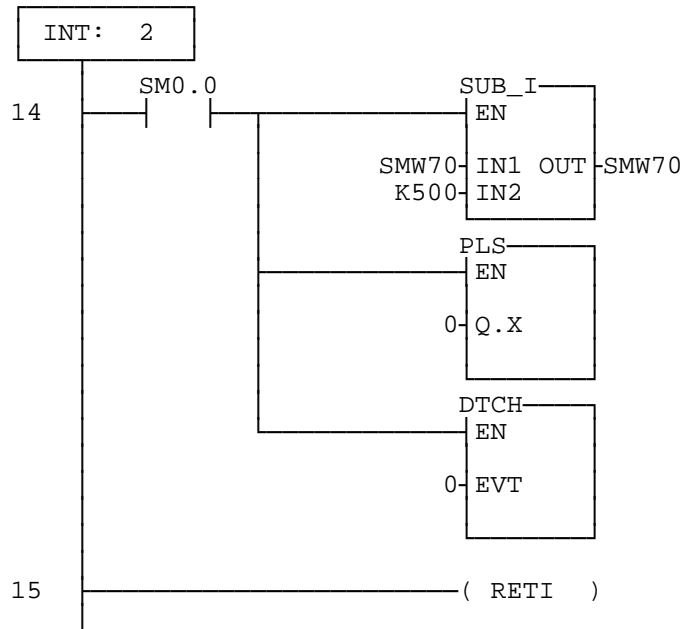 INT: 2
SM0.0 SUB_I
14 EN
SMW70 IN1 OUT SMW70
K500 IN2
PLS
EN
0 Q.X
DTCH
EN
0 EVT
15 ( RETI )